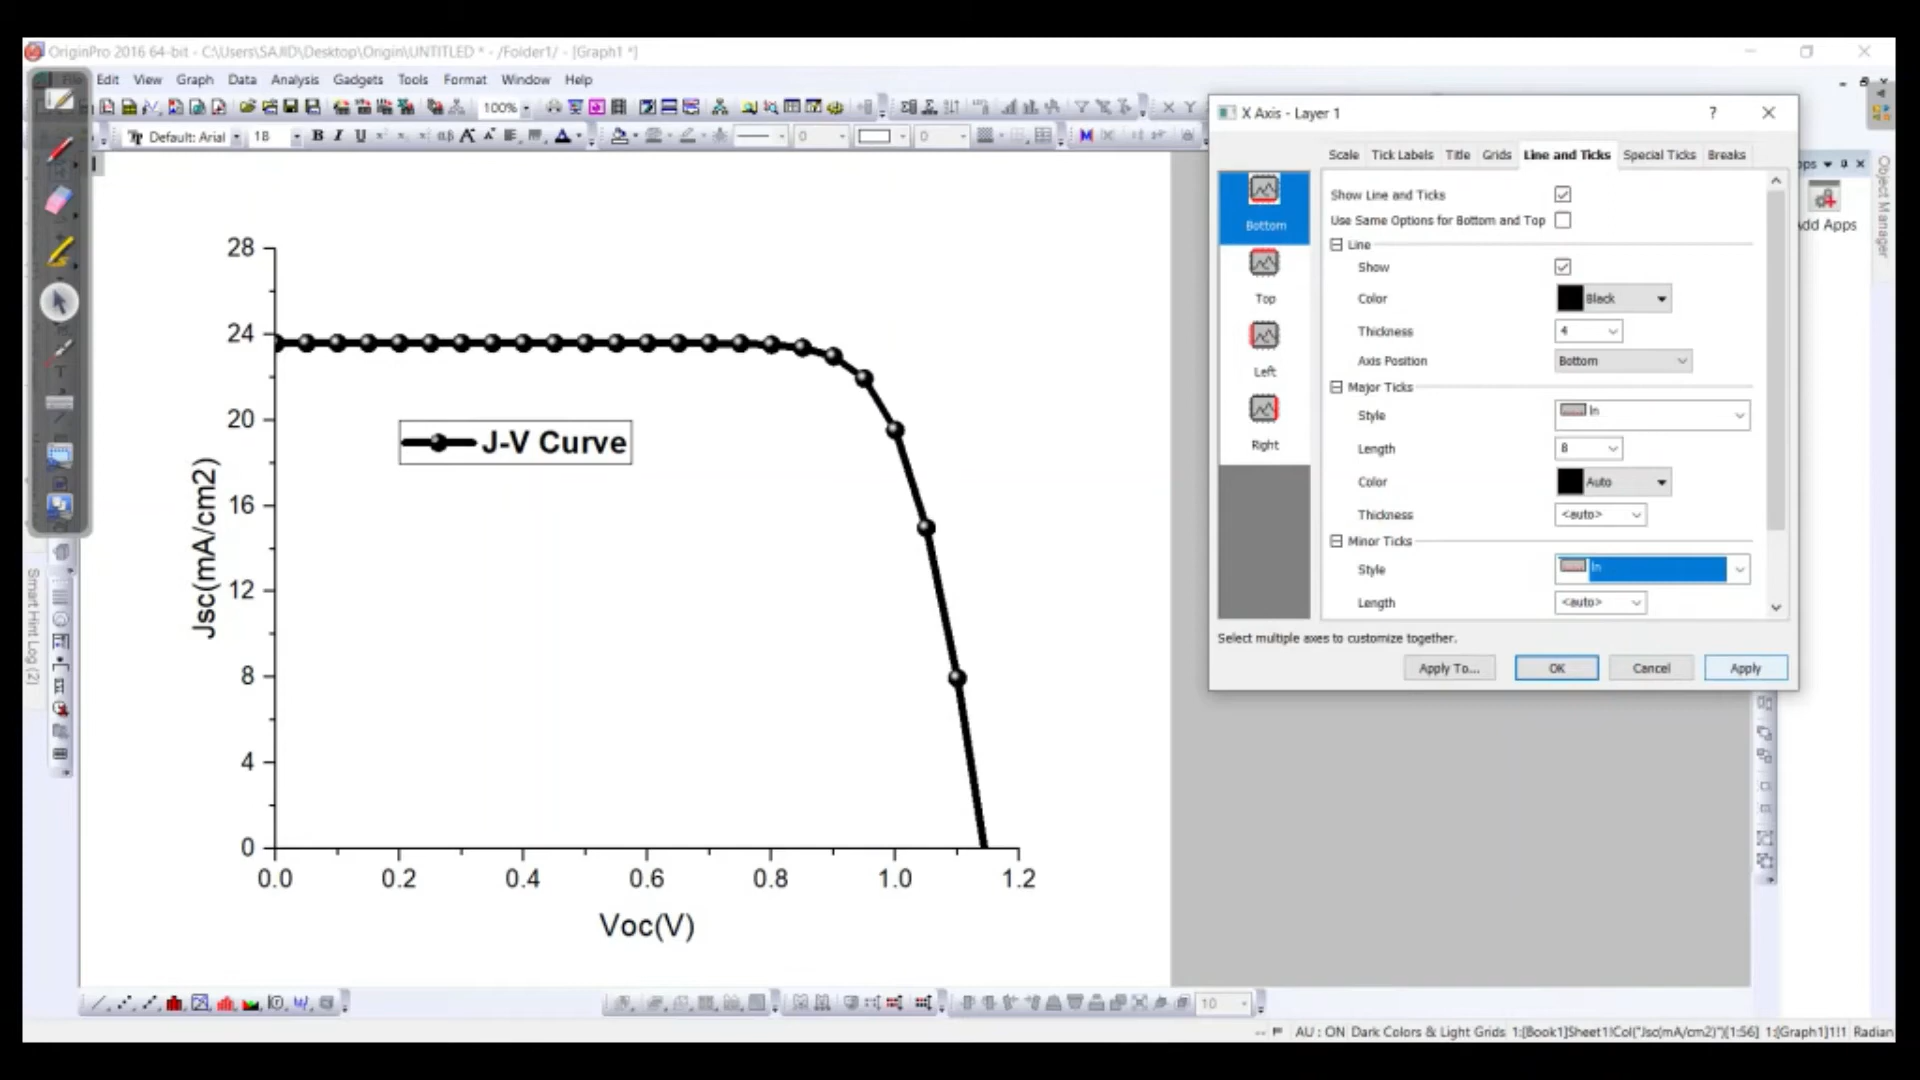 OriginPro 2016 64-bit - C:\Users\SAJID\Desktop\Origin\UNTITLED * - /Folder1/ - [Graph1 *]
Edit View Graph Data Analysis Gadgets Tools Format Window Help
100%
Default: Arial 18 B I U αβ A A A 0 0
X Axis - Layer 1 ?
Scale Tick Labels Title Grids Line and Ticks Special Ticks Breaks
Bottom
Top
Left
Right
Show Line and Ticks
Use Same Options for Bottom and Top
Line
Show
Color Black
Thickness 4
Axis Position Bottom
Major Ticks
Style In
Length 8
Color Auto
Thickness <auto>
Minor Ticks
Style In
Length <auto>
Select multiple axes to customize together.
Apply To... OK Cancel Apply
Add Apps
Object Manager
Smart Hint Log (2)
28
24
20
16
12
8
4
0
Jsc(mA/cm2)
J-V Curve
0.0 0.2 0.4 0.6 0.8 1.0 1.2
Voc(V)
10
AU : ON Dark Colors & Light Grids 1:[Book1]Sheet1!Col("Jsc(mA/cm2)")[1:56] 1:[Graph1]1!1 Radian